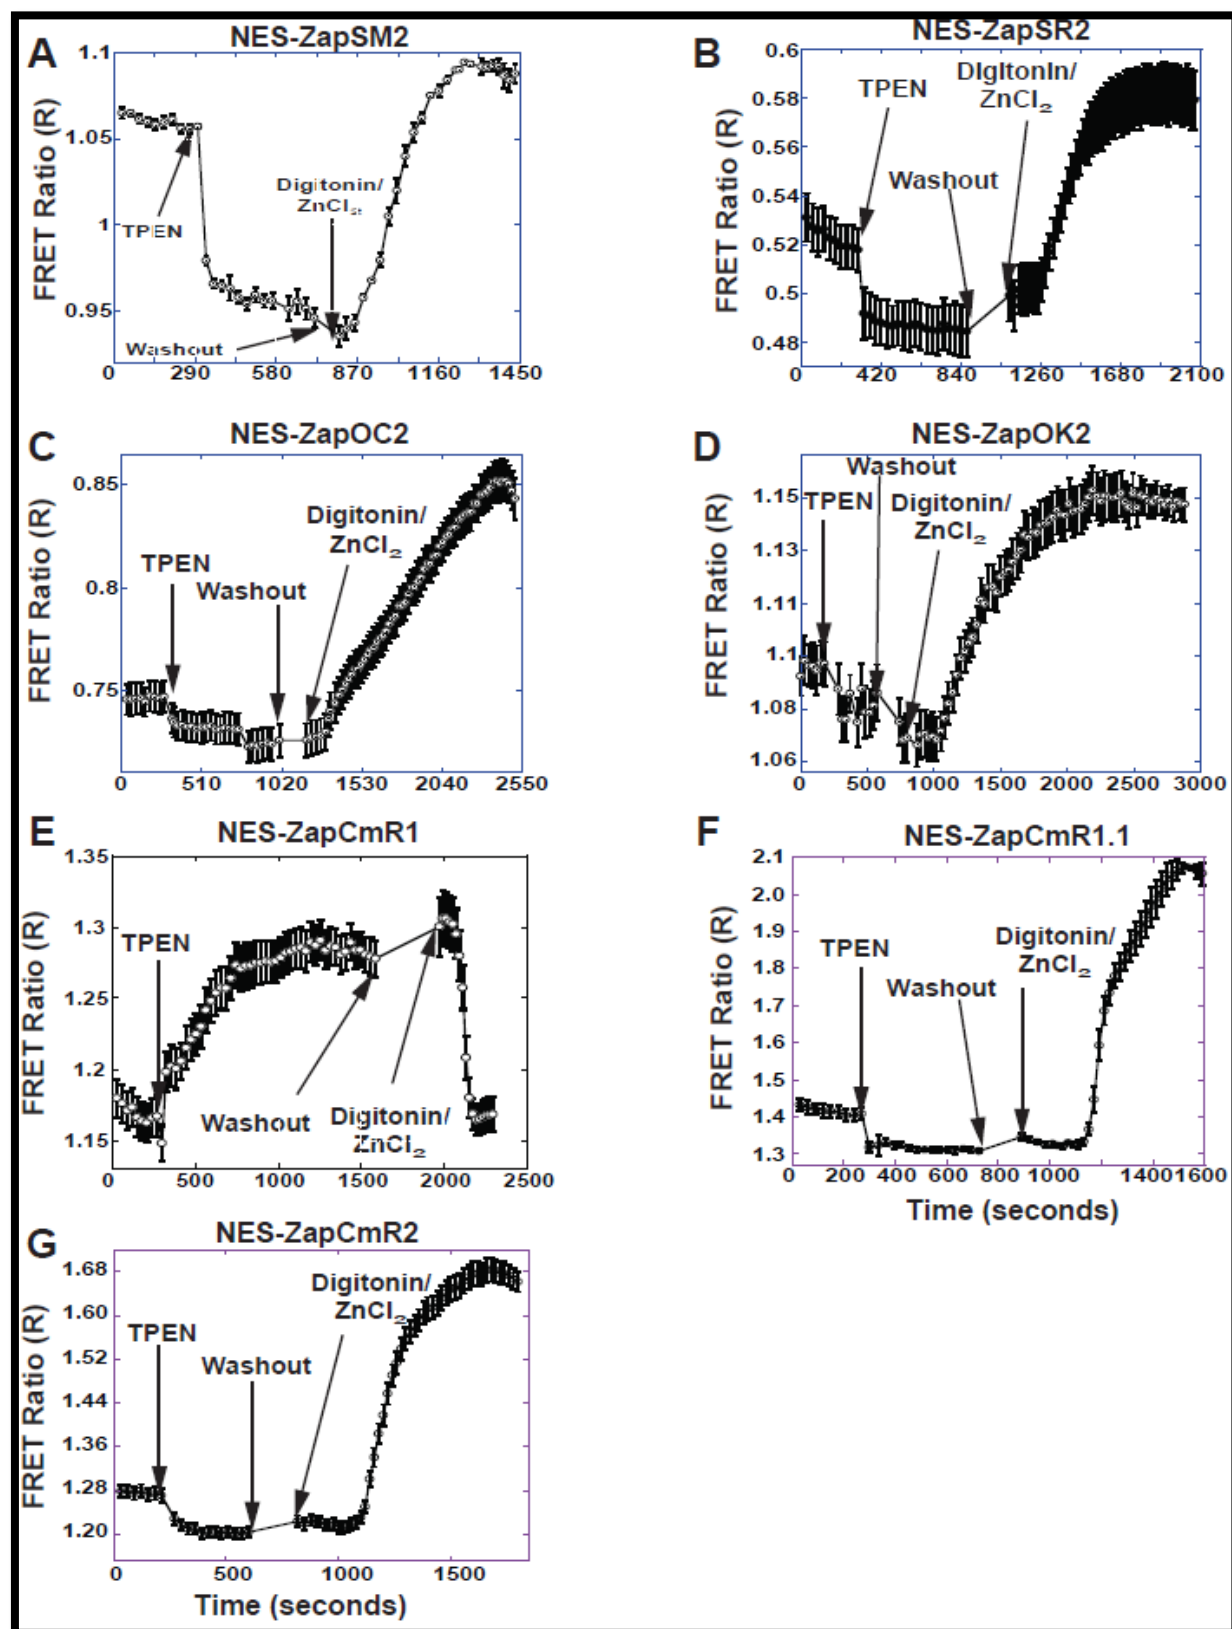 A
NES-ZapSM2
FRET Ratio (R)
1.1
1.05
1
0.95
TPEN
Digitonin/
ZnCl₂
Washout
0 290 580 870 1160 1450
B
NES-ZapSR2
FRET Ratio (R)
0.6
0.58
0.56
0.54
0.52
0.5
0.48
TPEN
Digitonin/
ZnCl₂
Washout
0 420 840 1260 1680 2100
C
NES-ZapOC2
FRET Ratio (R)
0.85
0.8
0.75
TPEN
Washout
Digitonin/
ZnCl₂
0 510 1020 1530 2040 2550
D
NES-ZapOK2
FRET Ratio (R)
1.15
1.13
1.11
1.1
1.08
1.06
Washout
TPEN
Digitonin/
ZnCl₂
0 500 1000 1500 2000 2500 3000
E
NES-ZapCmR1
FRET Ratio (R)
1.35
1.3
1.25
1.2
1.15
TPEN
Washout
Digitonin/
ZnCl₂
0 500 1000 1500 2000 2500
F
NES-ZapCmR1.1
FRET Ratio (R)
2.1
2.0
1.9
1.8
1.7
1.6
1.5
1.4
1.3
TPEN
Washout
Digitonin/
ZnCl₂
0 200 400 600 800 1000 1400 1600
Time (seconds)
G
NES-ZapCmR2
FRET Ratio (R)
1.68
1.60
1.52
1.44
1.36
1.28
1.20
TPEN
Washout
Digitonin/
ZnCl₂
0 500 1000 1500
Time (seconds)